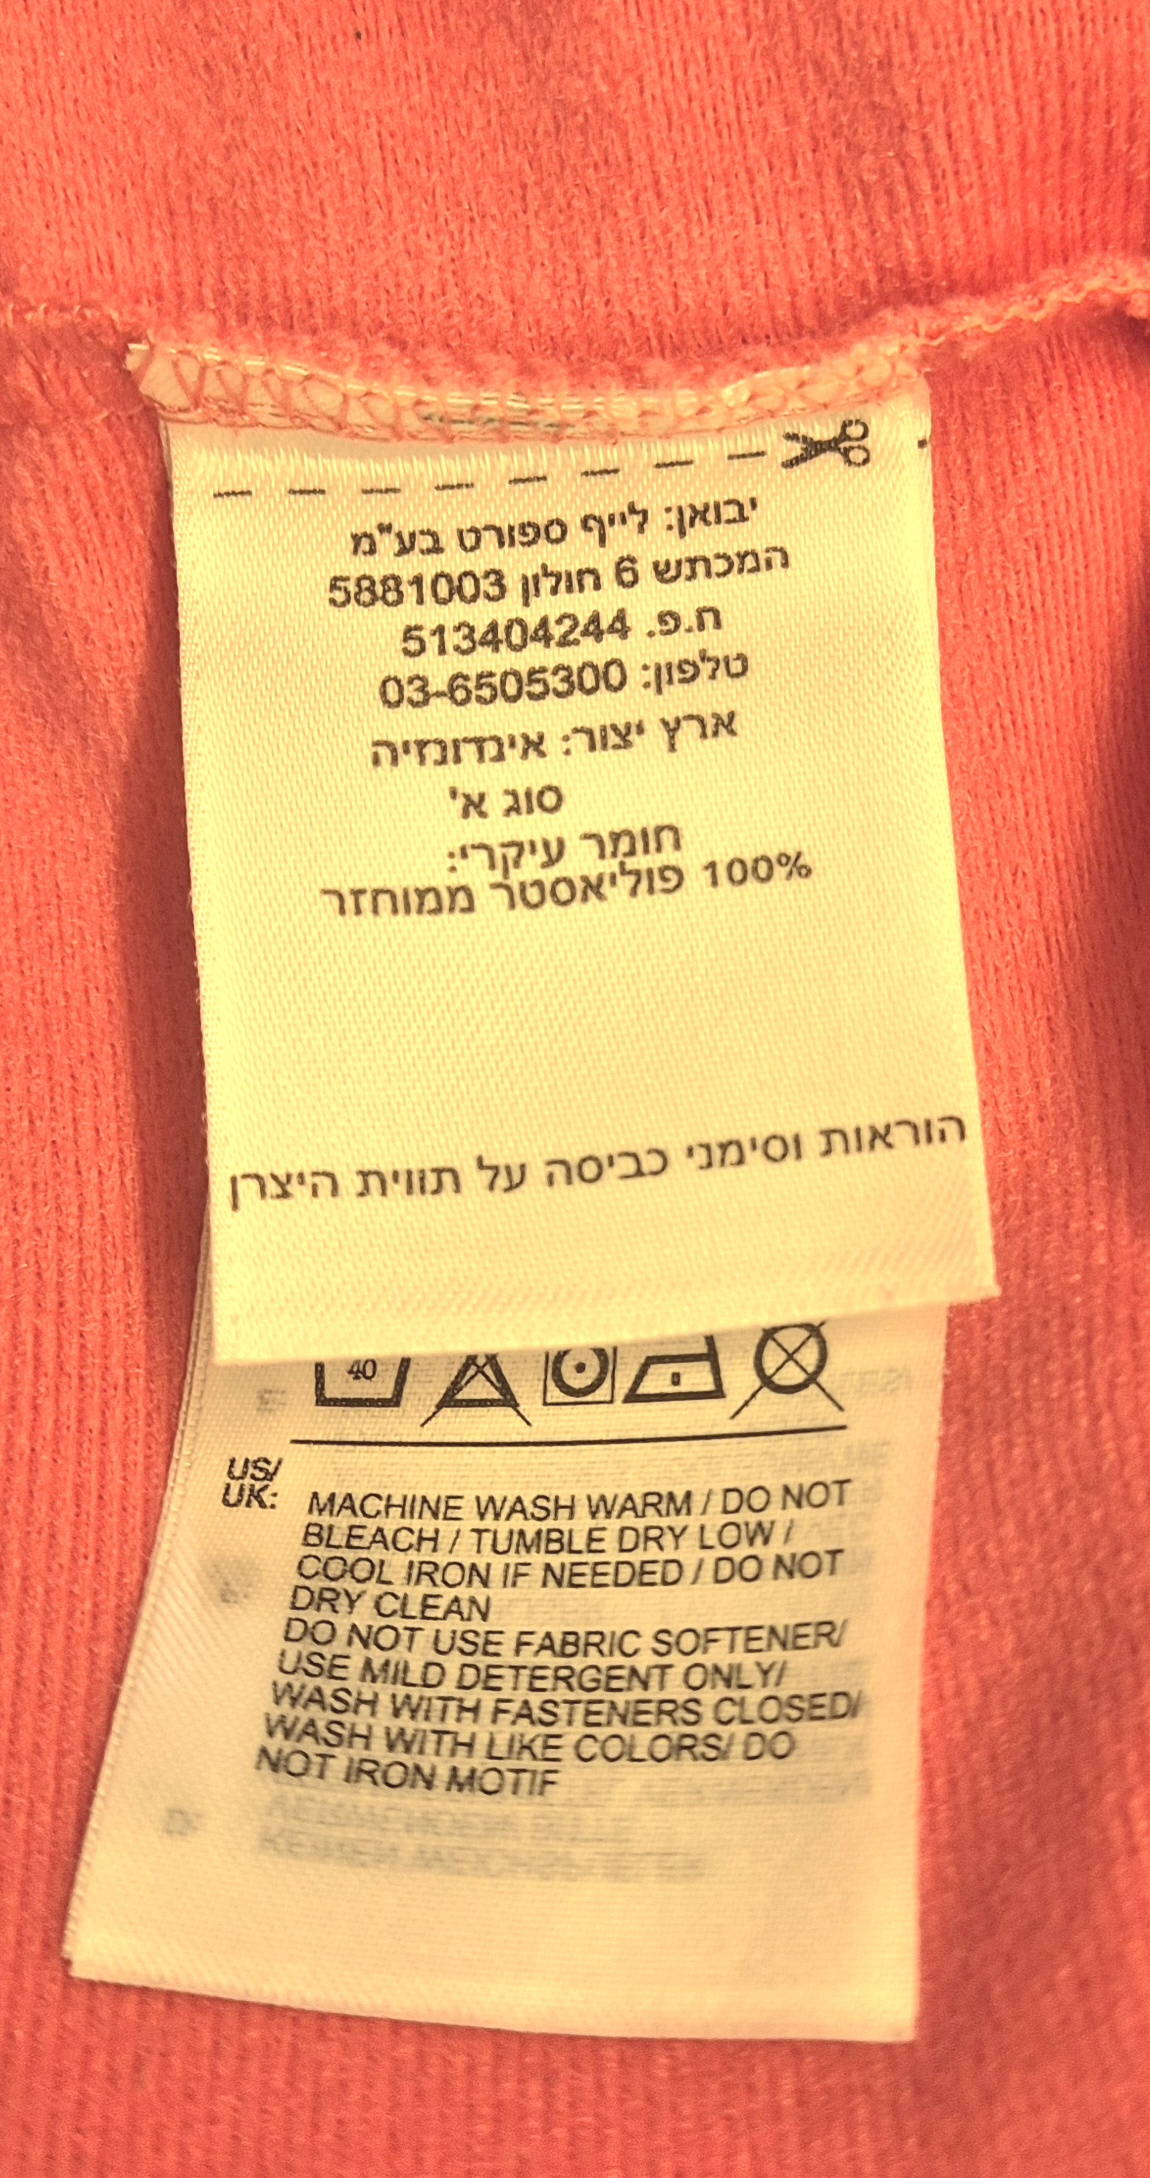 יבואן: לייף ספורט בע"מ
המכתש 6 חולון 5881003
ח.פ. 513404244
טלפון: 03-6505300
ארץ יצור: אינדונזיה
סוג א'
חומר עיקרי:
100% פוליאסטר ממוחזר
הוראות וסימני כביסה על תווית היצרן
40
US/
UK: MACHINE WASH WARM / DO NOT
BLEACH / TUMBLE DRY LOW /
COOL IRON IF NEEDED / DO NOT
DRY CLEAN
DO NOT USE FABRIC SOFTENER/
USE MILD DETERGENT ONLY/
WASH WITH FASTENERS CLOSED/
WASH WITH LIKE COLORS/ DO
NOT IRON MOTIF